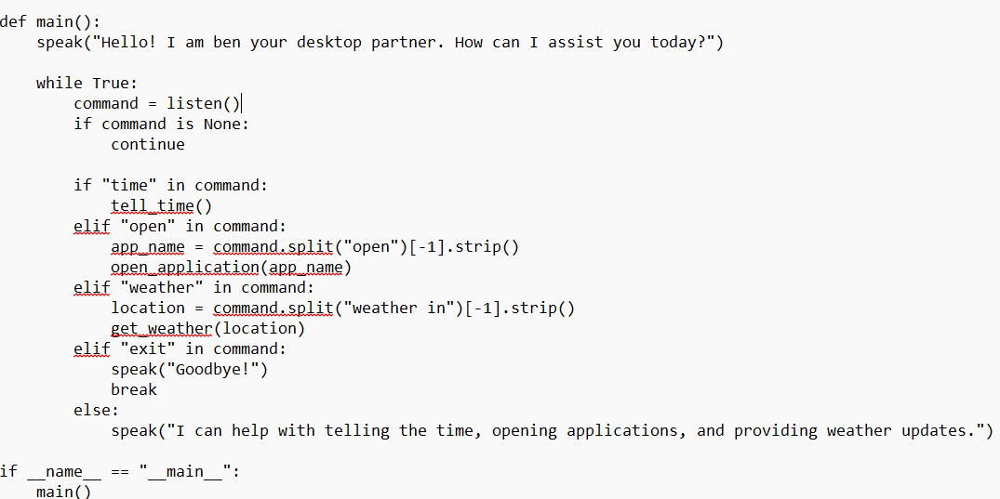 def main():
    speak("Hello! I am ben your desktop partner. How can I assist you today?")
    while True:
        command = listen()
        if command is None:
            continue
        if "time" in command:
            tell_time()
        elif "open" in command:
            app_name = command.split("open")[-1].strip()
            open_application(app_name)
        elif "weather" in command:
            location = command.split("weather in")[-1].strip()
            get_weather(location)
        elif "exit" in command:
            speak("Goodbye!")
            break
        else:
            speak("I can help with telling the time, opening applications, and providing weather updates.")
if __name__ == "__main__":
    main()